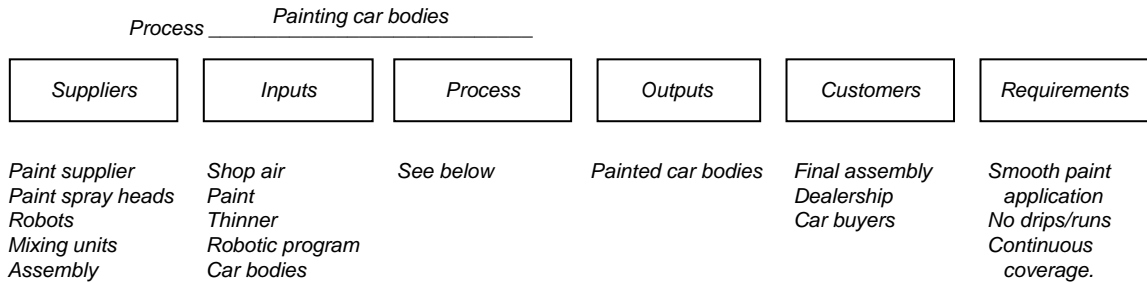 Painting car bodies
Process ______________________________
Suppliers Inputs Process Outputs Customers Requirements
Paint supplier Shop air See below Painted car bodies Final assembly Smooth paint
Paint spray heads Paint Dealership application
Robots Thinner Car buyers No drips/runs
Mixing units Robotic program Continuous
Assembly Car bodies coverage.